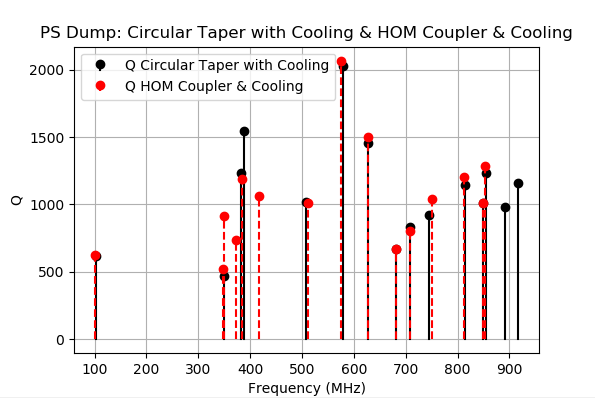 PS Dump: Circular Taper with Cooling & HOM Coupler & Cooling
Q Circular Taper with Cooling
Q HOM Coupler & Cooling
2000
1500
1000
500
0
Q
100 200 300 400 500 600 700 800 900
Frequency (MHz)